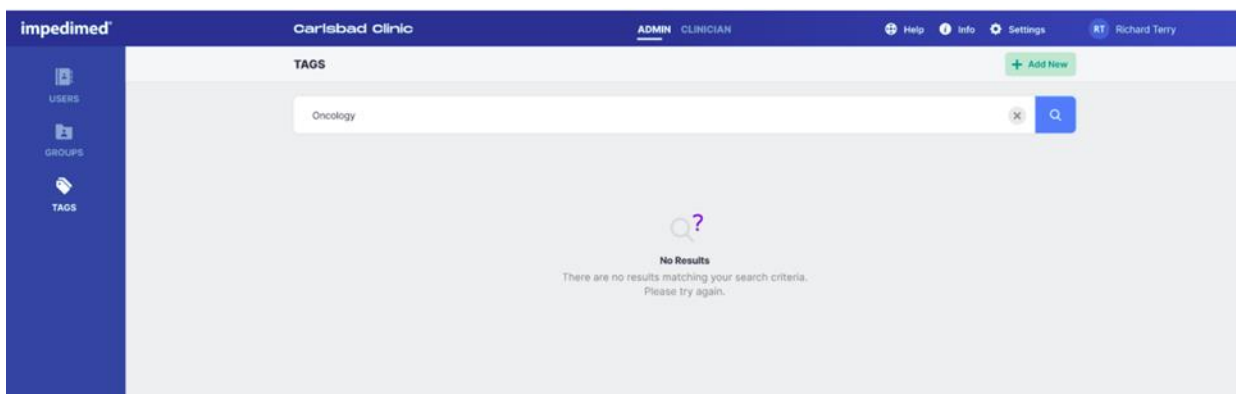 impedimed®
Carlsbad Clinic
ADMIN CLINICIAN
Help Info Settings
RT Richard Terry
USERS
GROUPS
TAGS
TAGS
+ Add New
Oncology
?
No Results
There are no results matching your search criteria.
Please try again.